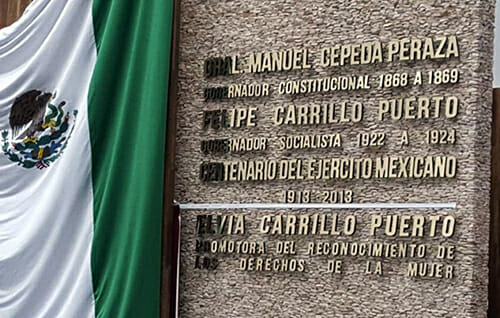 GRAL. MANUEL CEPEDA PERAZA
GOBERNADOR CONSTITUCIONAL 1868 A 1869
FELIPE CARRILLO PUERTO
GOBERNADOR SOCIALISTA 1922 A 1924
CENTENARIO DEL EJERCITO MEXICANO
1913-2013
ELVIA CARRILLO PUERTO
PROMOTORA DEL RECONOCIMIENTO DE
LOS DERECHOS DE LA MUJER